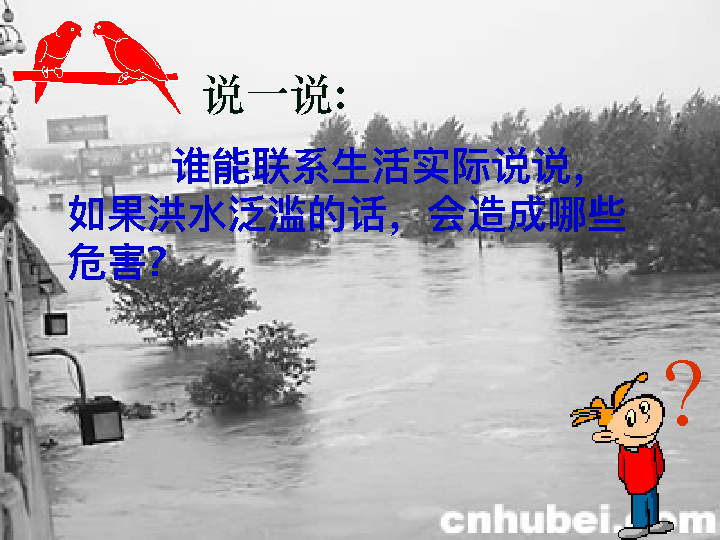 说一说:
谁能联系生活实际说说,
如果洪水泛滥的话，会造成哪些
危害?
?
cnhubei.com